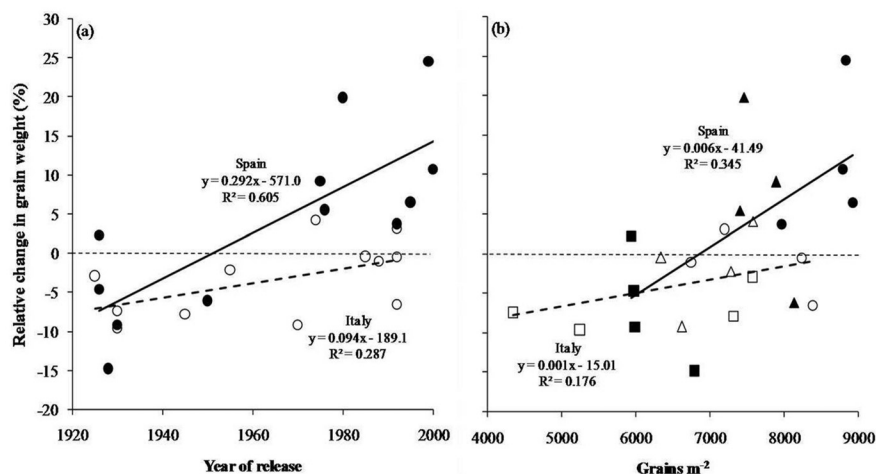 (a)
(b)
Relative change in grain weight (%)
25
20
15
10
5
0
-5
-10
-15
-20
Spain
y = 0.292x - 571.0
R² = 0.605
Italy
y = 0.094x - 189.1
R² = 0.287
1920
1940
1960
1980
2000
Year of release
Spain
y = 0.006x - 41.49
R² = 0.345
Italy
y = 0.001x - 15.01
R² = 0.176
4000
5000
6000
7000
8000
9000
Grains m⁻²